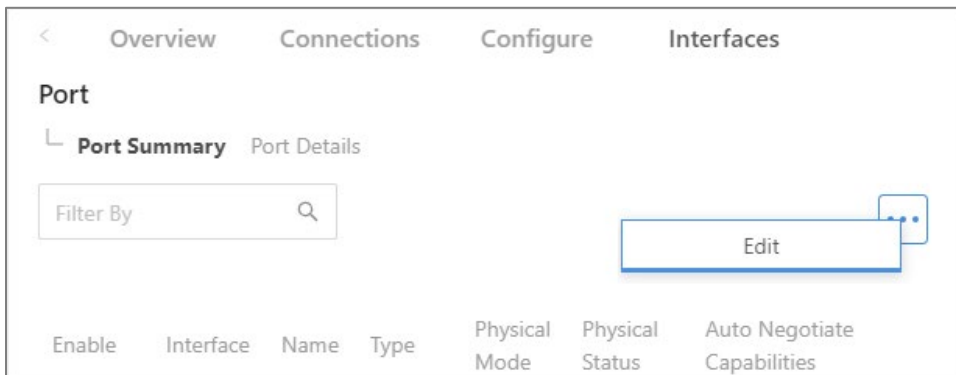 Overview Connections Configure Interfaces
Port
Port Summary Port Details
Filter By
Edit
Enable Interface Name Type Physical Mode Physical Status Auto Negotiate Capabilities